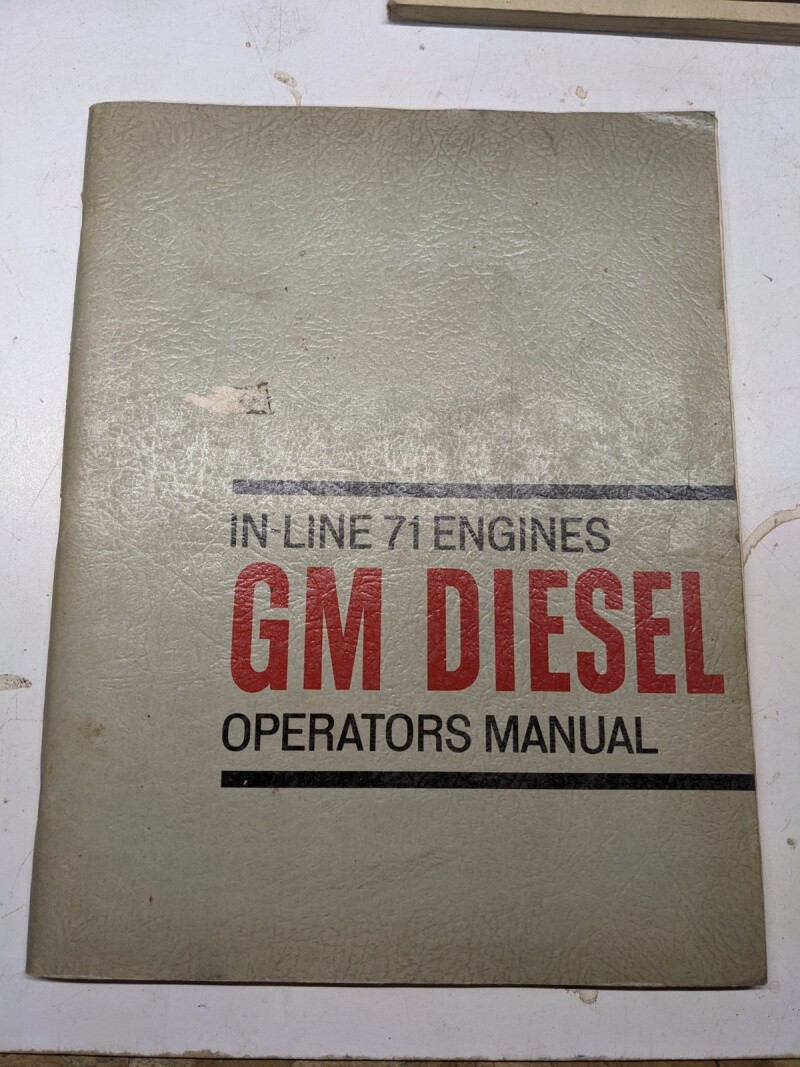 IN-LINE 71 ENGINES
GM DIESEL
OPERATORS MANUAL